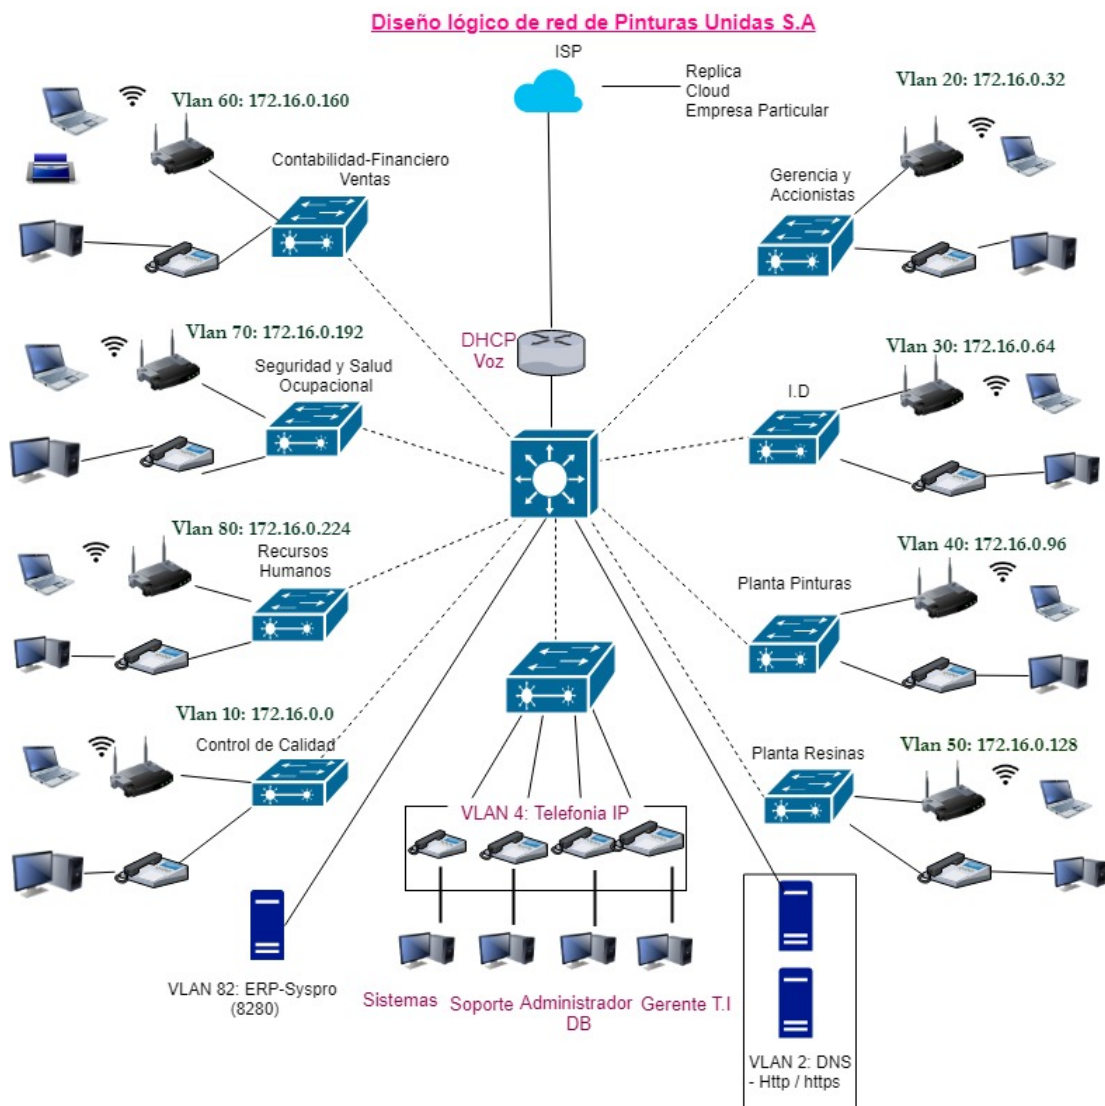 Diseño lógico de red de Pinturas Unidas S.A
ISP
Replica
Cloud
Empresa Particular
Vlan 60: 172.16.0.160
Contabilidad-Financiero
Ventas
Vlan 20: 172.16.0.32
Gerencia y
Accionistas
DHCP
Voz
Vlan 70: 172.16.0.192
Seguridad y Salud
Ocupacional
Vlan 30: 172.16.0.64
I.D
Vlan 80: 172.16.0.224
Recursos
Humanos
Vlan 40: 172.16.0.96
Planta Pinturas
Vlan 10: 172.16.0.0
Control de Calidad
Planta Resinas
Vlan 50: 172.16.0.128
VLAN 4: Telefonia IP
Sistemas
Soporte
Administrador
DB
Gerente T.I
VLAN 82: ERP-Syspro
(8280)
VLAN 2: DNS
- Http / https